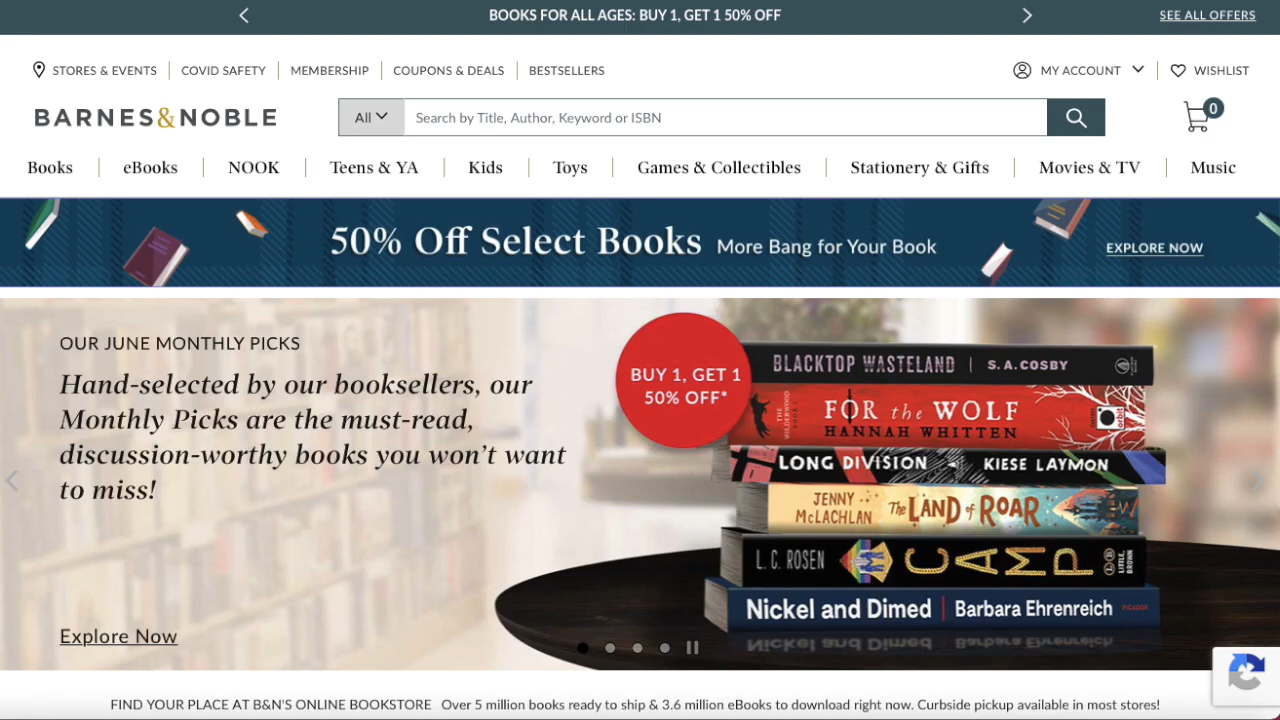 BOOKS FOR ALL AGES: BUY 1, GET 1 50% OFF
SEE ALL OFFERS
STORES & EVENTS
COVID SAFETY
MEMBERSHIP
COUPONS & DEALS
BESTSELLERS
MY ACCOUNT
WISHLIST
BARNES&NOBLE
All
Search by Title, Author, Keyword or ISBN
0
Books
eBooks
NOOK
Teens & YA
Kids
Toys
Games & Collectibles
Stationery & Gifts
Movies & TV
Music
50% Off Select Books More Bang for Your Book
EXPLORE NOW
OUR JUNE MONTHLY PICKS
Hand-selected by our booksellers, our
Monthly Picks are the must-read,
discussion-worthy books you won’t want
to miss!
Explore Now
BUY 1, GET 1
50% OFF*
BLACKTOP WASTELAND | S. A. COSBY
THE WILDERWOOD
FOR the WOLF
HANNAH WHITTEN
orbit
LONG DIVISION
KIESE LAYMON
JENNY
McLACHLAN
The LAND of ROAR
L. C. ROSEN
CAMP
LITTLE, BROWN
Nickel and Dimed | Barbara Ehrenreich
PICADOR
FIND YOUR PLACE AT B&N'S ONLINE BOOKSTORE Over 5 million books ready to ship & 3.6 million eBooks to download right now. Curbside pickup available in most stores!